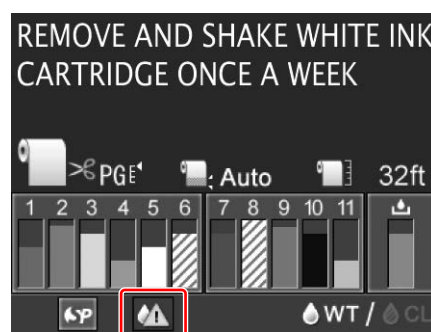 REMOVE AND SHAKE WHITE INK
CARTRIDGE ONCE A WEEK
PGE : Auto 32ft
1 2 3 4 5 6 7 8 9 10 11
WT / CL